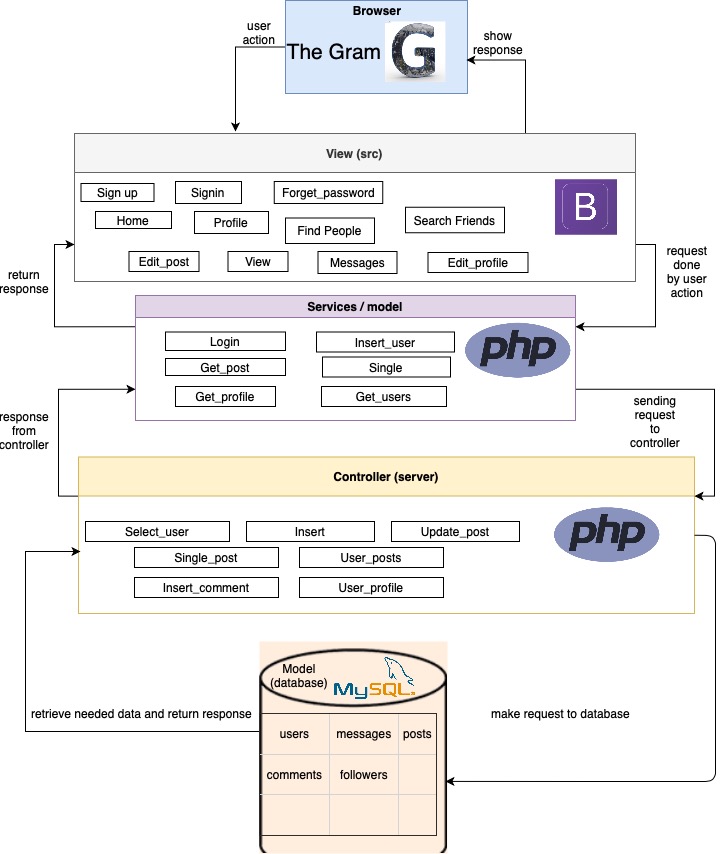 Browser
The Gram
G
user
action
show
response
View (src)
Sign up
Signin
Forget_password
Home
Profile
Find People
Search Friends
B
Edit_post
View
Messages
Edit_profile
return
response
request
done
by user
action
Services / model
Login
Insert_user
php
Get_post
Single
Get_profile
Get_users
response
from
controller
sending
request
to
controller
Controller (server)
Select_user
Insert
Update_post
php
Single_post
User_posts
Insert_comment
User_profile
Model
(database)
MySQL
users
messages
posts
comments
followers
retrieve needed data and return response
make request to database